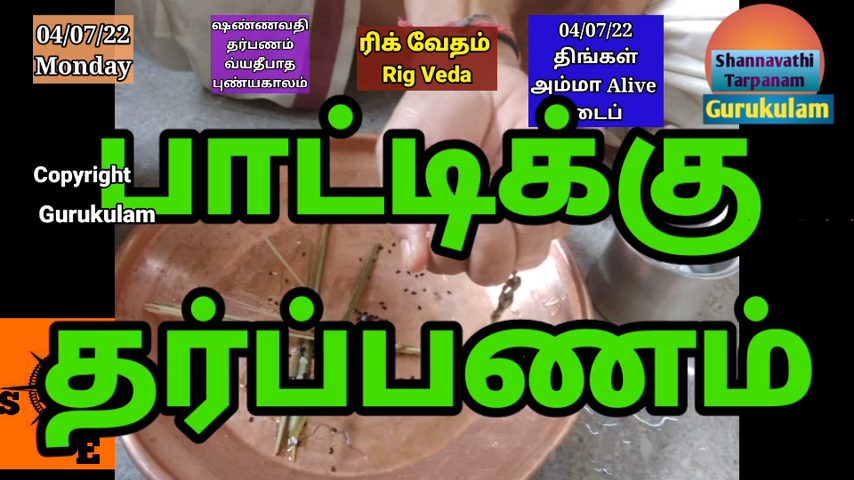 04/07/22
Monday
ஷண்ணவதி
தர்பணம்
வ்யதீபாத
புண்யகாலம்
ரிக் வேதம்
Rig Veda
04/07/22
திங்கள்
அம்மா Alive
Shannavathi
Tarpanam
Gurukulam
பாட்டிக்கு
Copyright
Gurukulam
தர்ப்பணம்
S
E